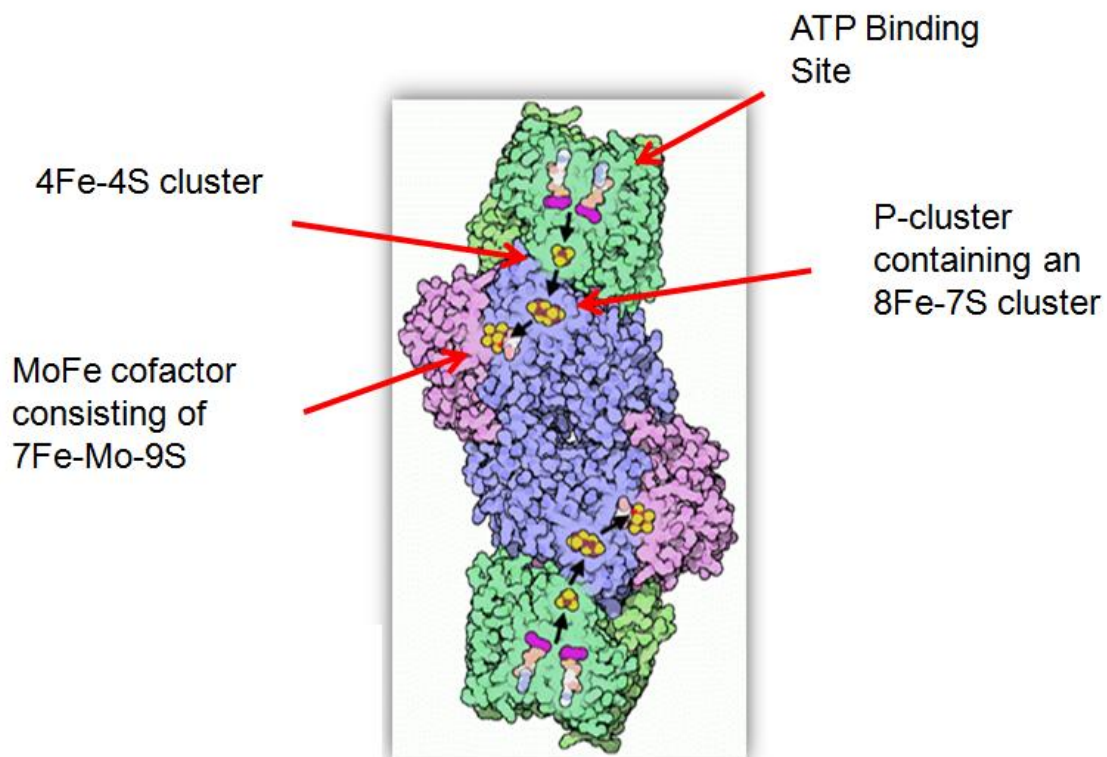 ATP Binding
Site
4Fe-4S cluster
P-cluster
containing an
8Fe-7S cluster
MoFe cofactor
consisting of
7Fe-Mo-9S